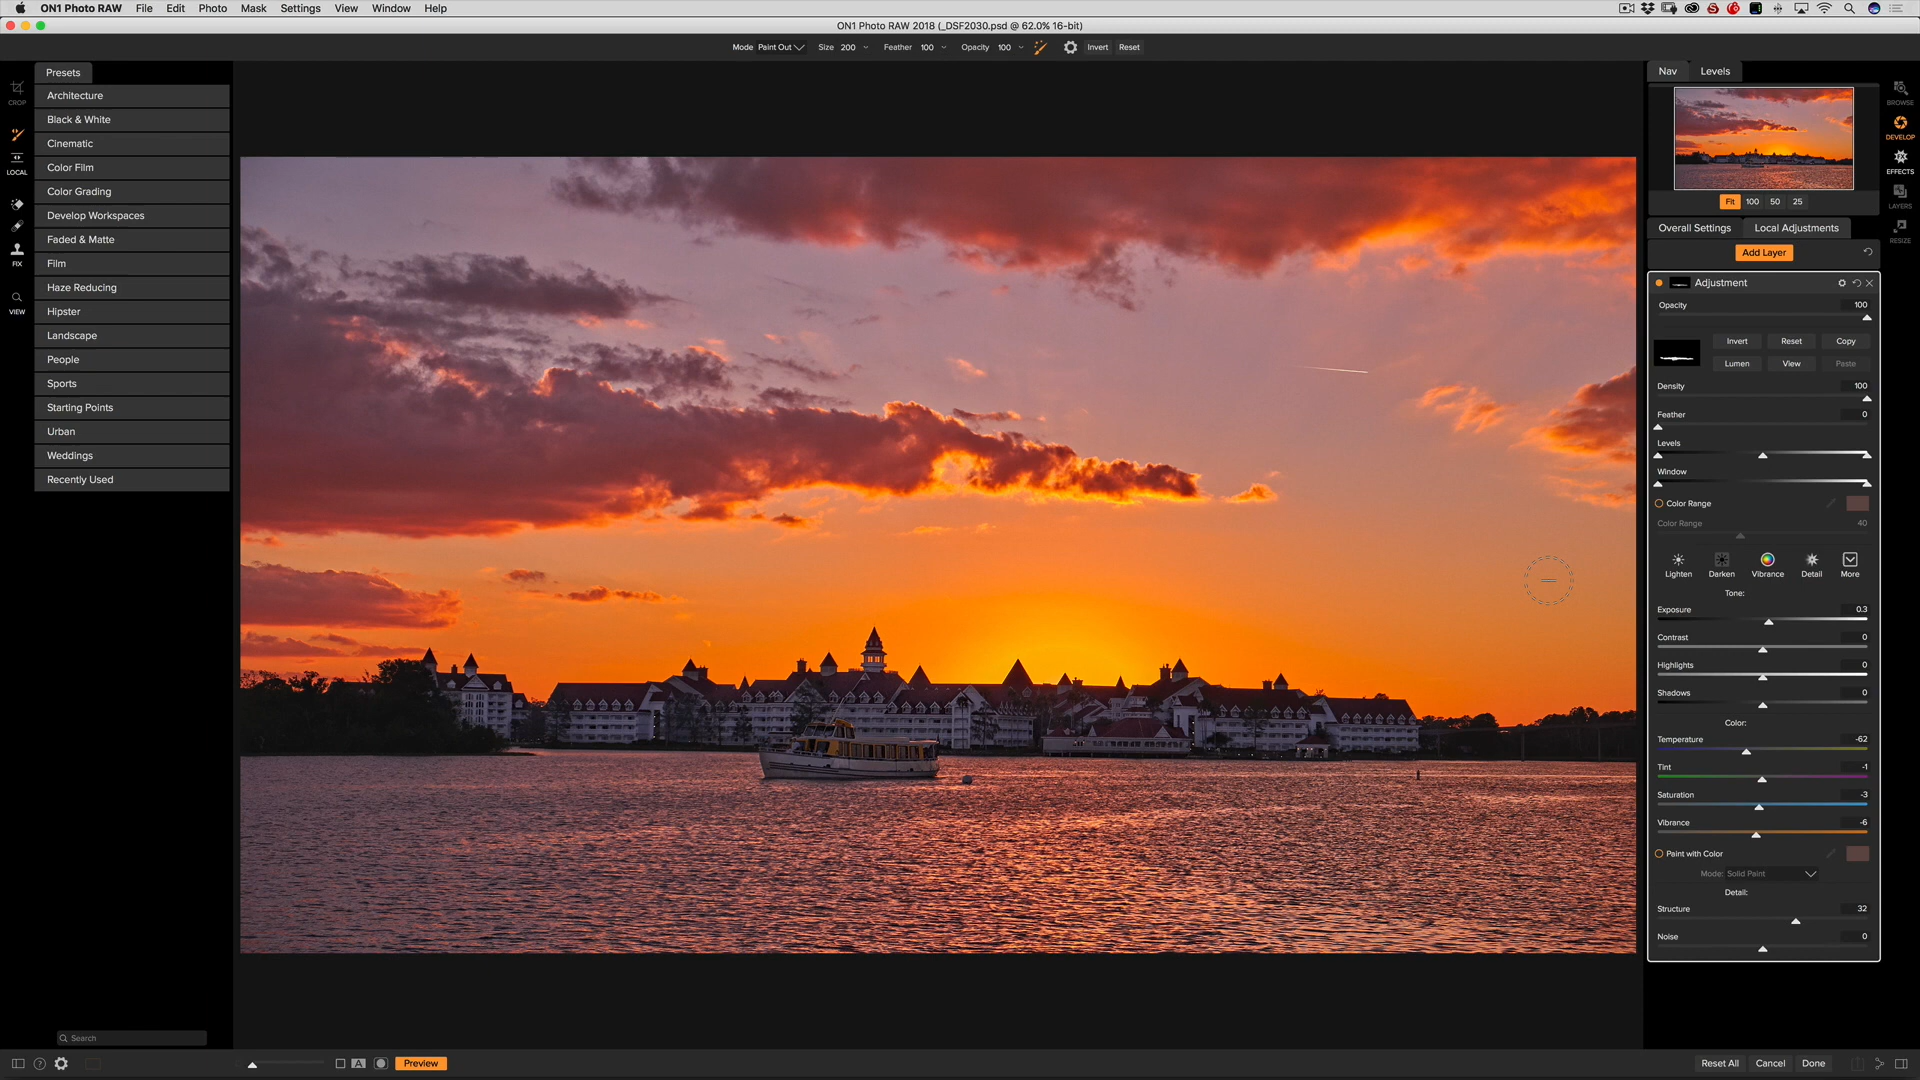 ON1 Photo RAW File Edit Photo Mask Settings View Window Help
ON1 Photo RAW 2018 (_DSF2030.psd @ 62.0% 16-bit)
Mode Paint Out Size 200 Feather 100 Opacity 100 Invert Reset
Presets
Architecture
Black & White
Cinematic
Color Film
Color Grading
Develop Workspaces
Faded & Matte
Film
Haze Reducing
Hipster
Landscape
People
Sports
Starting Points
Urban
Weddings
Recently Used
CROP
LOCAL
FIX
VIEW
Search
Nav Levels
Fit 100 50 25
BROWSE
DEVELOP
EFFECTS
LAYERS
RESIZE
Overall Settings Local Adjustments
Add Layer
Adjustment
Opacity 100
Invert Reset Copy
Lumen View Paste
Density 100
Feather 0
Levels
Window
Color Range
Color Range 40
Lighten Darken Vibrance Detail More
Tone:
Exposure 0.3
Contrast 0
Highlights 0
Shadows 0
Color:
Temperature -62
Tint -1
Saturation -3
Vibrance -6
Paint with Color
Mode: Solid Paint
Detail:
Structure 32
Noise 0
? A Preview
Reset All Cancel Done